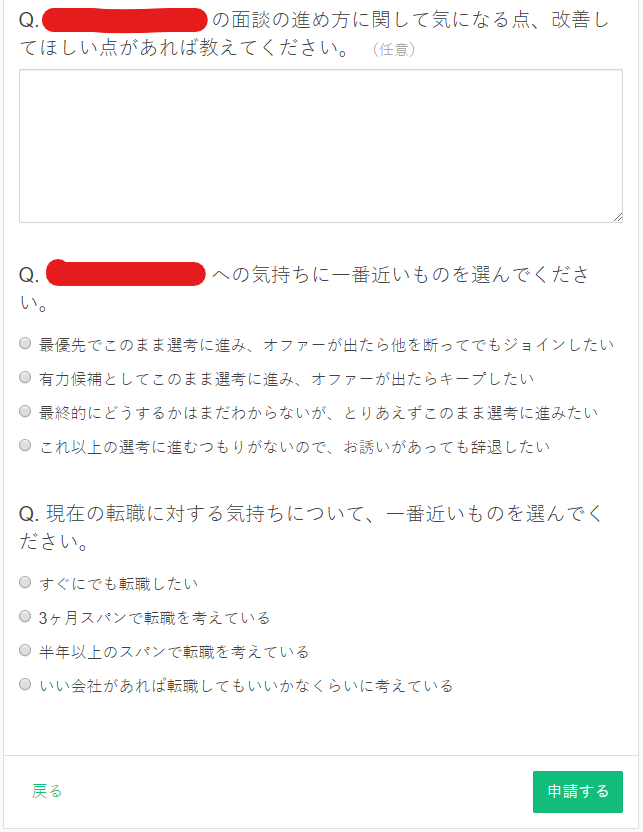 Q. の面談の進め方に関して気になる点、改善し
てほしい点があれば教えてください。 （任意）
Q. への気持ちに一番近いものを選んでくださ
い。
最優先でこのまま選考に進み、オファーが出たら他を断ってでもジョインしたい
有力候補としてこのまま選考に進み、オファーが出たらキープしたい
最終的にどうするかはまだわからないが、とりあえずこのまま選考に進みたい
これ以上の選考に進むつもりがないので、お誘いがあっても辞退したい
Q. 現在の転職に対する気持ちについて、一番近いものを選んでく
ださい。
すぐにでも転職したい
3ヶ月スパンで転職を考えている
半年以上のスパンで転職を考えている
いい会社があれば転職してもいいかなくらいに考えている
戻る
申請する